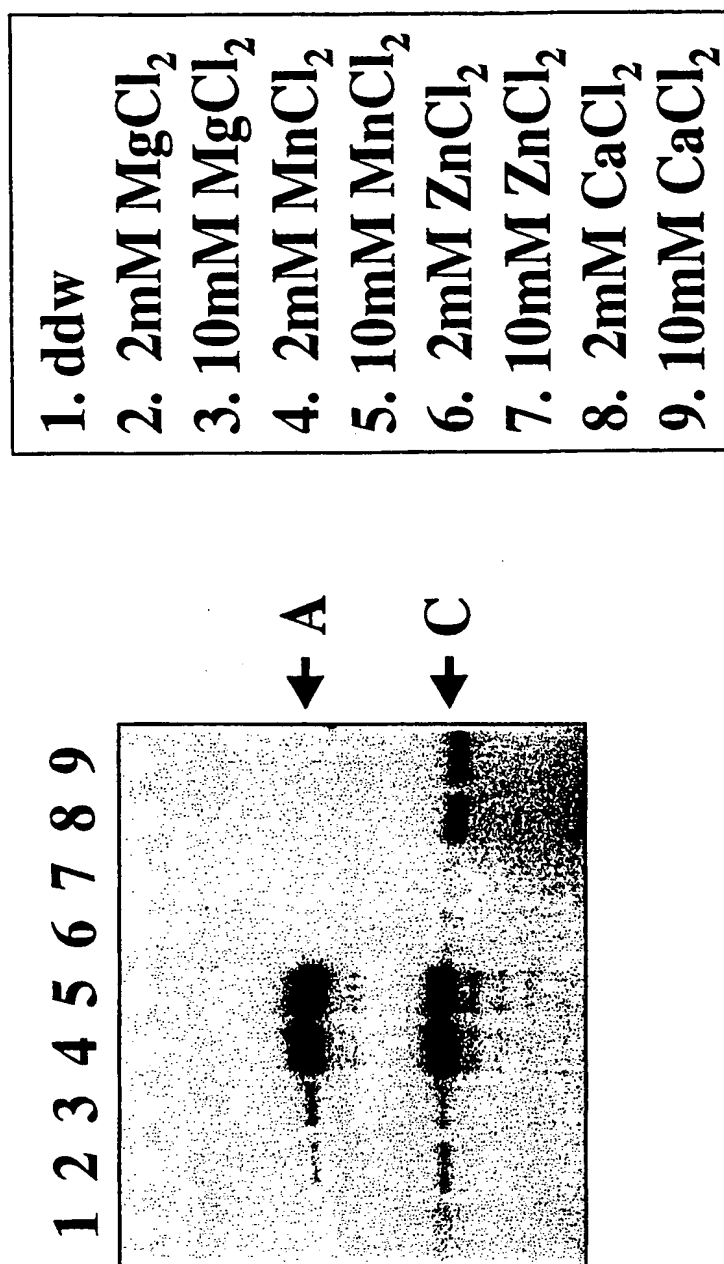 1 2 3 4 5 6 7 8 9
A
C
1. ddw
2. 2mM MgCl₂
3. 10mM MgCl₂
4. 2mM MnCl₂
5. 10mM MnCl₂
6. 2mM ZnCl₂
7. 10mM ZnCl₂
8. 2mM CaCl₂
9. 10mM CaCl₂